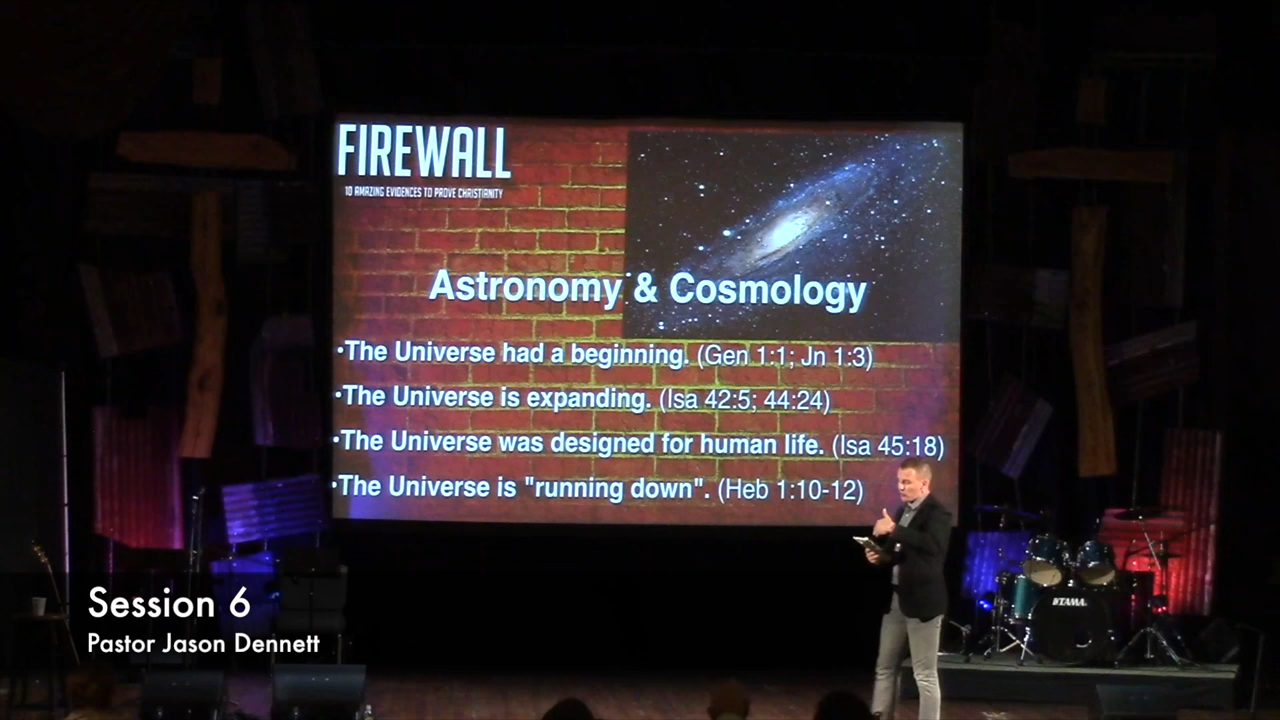 FIREWALL
10 AMAZING EVIDENCES TO PROVE CHRISTIANITY
Astronomy & Cosmology
•The Universe had a beginning. (Gen 1:1; Jn 1:3)
•The Universe is expanding. (Isa 42:5; 44:24)
•The Universe was designed for human life. (Isa 45:18)
•The Universe is "running down". (Heb 1:10-12)
Session 6
Pastor Jason Dennett
TAMA